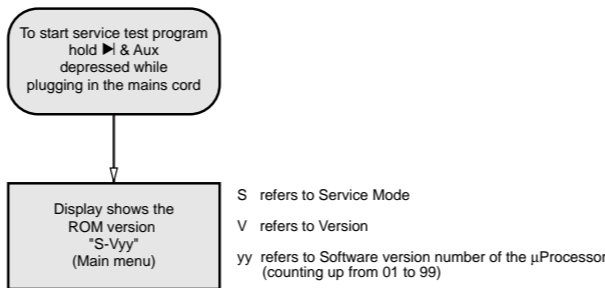 To start service test program
hold ▶| & Aux
depressed while
plugging in the mains cord
Display shows the
ROM version
"S-Vyy"
(Main menu)
S refers to Service Mode
V refers to Version
yy refers to Software version number of the µProcessor
(counting up from 01 to 99)